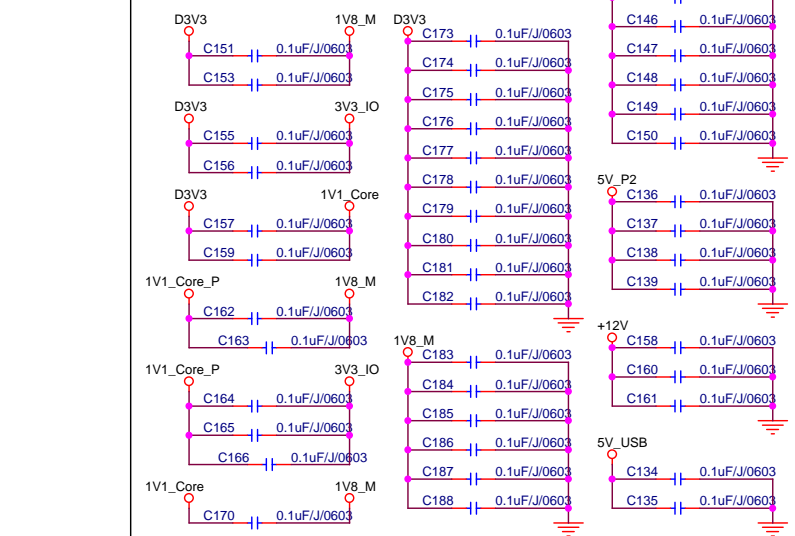 D3V3 1V8_M
C151 0.1uF/J/0603
C153 0.1uF/J/0603
D3V3 3V3_IO
C155 0.1uF/J/0603
C156 0.1uF/J/0603
D3V3 1V1_Core
C157 0.1uF/J/0603
C159 0.1uF/J/0603
1V1_Core_P 1V8_M
C162 0.1uF/J/0603
C163 0.1uF/J/0603
1V1_Core_P 3V3_IO
C164 0.1uF/J/0603
C165 0.1uF/J/0603
C166 0.1uF/J/0603
1V1_Core 1V8_M
C170 0.1uF/J/0603
D3V3
C173 0.1uF/J/0603
C174 0.1uF/J/0603
C175 0.1uF/J/0603
C176 0.1uF/J/0603
C177 0.1uF/J/0603
C178 0.1uF/J/0603
C179 0.1uF/J/0603
C180 0.1uF/J/0603
C181 0.1uF/J/0603
C182 0.1uF/J/0603
1V8_M
C183 0.1uF/J/0603
C184 0.1uF/J/0603
C185 0.1uF/J/0603
C186 0.1uF/J/0603
C187 0.1uF/J/0603
C188 0.1uF/J/0603
C146 0.1uF/J/0603
C147 0.1uF/J/0603
C148 0.1uF/J/0603
C149 0.1uF/J/0603
C150 0.1uF/J/0603
5V_P2
C136 0.1uF/J/0603
C137 0.1uF/J/0603
C138 0.1uF/J/0603
C139 0.1uF/J/0603
+12V
C158 0.1uF/J/0603
C160 0.1uF/J/0603
C161 0.1uF/J/0603
5V_USB
C134 0.1uF/J/0603
C135 0.1uF/J/0603